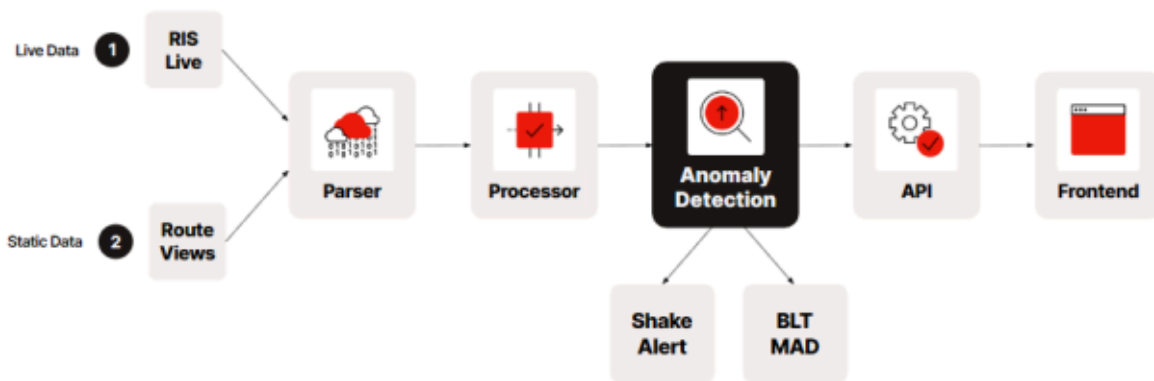 Live Data
1
RIS
Live
Static Data
2
Route
Views
Parser
Processor
Anomaly
Detection
API
Frontend
Shake
Alert
BLT
MAD